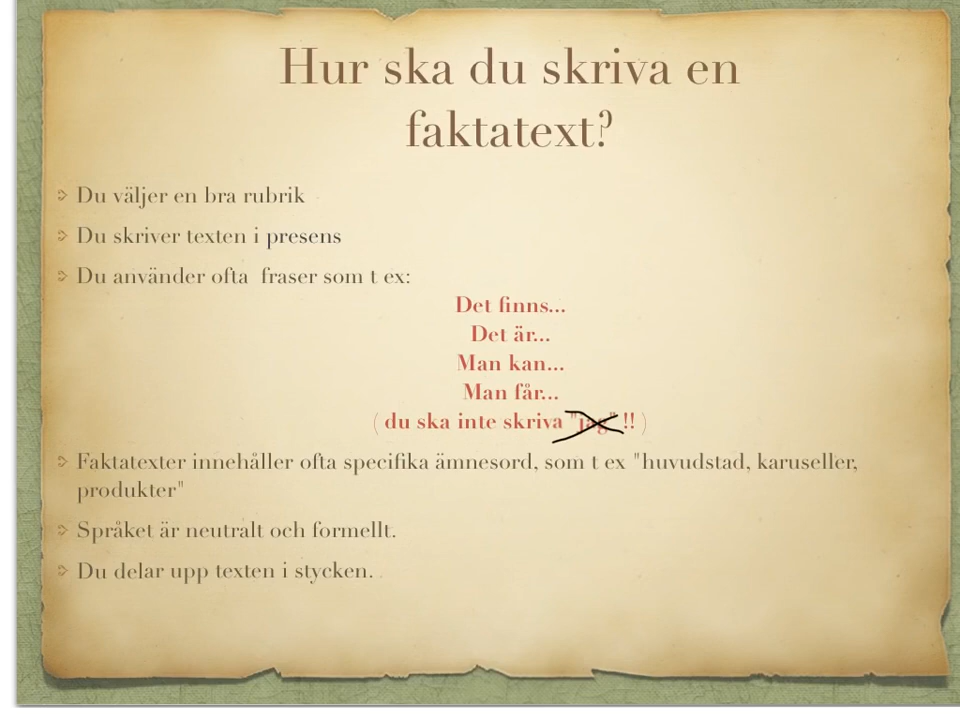 Hur ska du skriva en
faktatext?
Du väljer en bra rubrik
Du skriver texten i presens
Du använder ofta  fraser som t ex:
Det finns...
Det är...
Man kan...
Man får...
( du ska inte skriva "jag" !! )
Faktatexter innehåller ofta specifika ämnesord, som t ex "huvudstad, karuseller,
produkter"
Språket är neutralt och formellt.
Du delar upp texten i stycken.